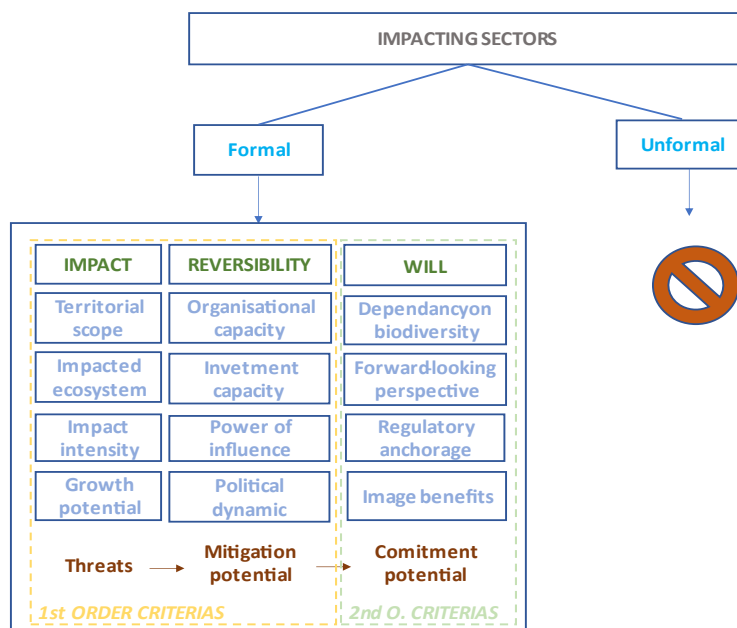 IMPACTING SECTORS
Formal
Unformal
IMPACT
REVERSIBILITY
WILL
Territorial
scope
Organisational
capacity
Dependancyon
biodiversity
Impacted
ecosystem
Invetment
capacity
Forward-looking
perspective
Impact
intensity
Power of
influence
Regulatory
anchorage
Growth
potential
Political
dynamic
Image benefits
Threats
Mitigation
potential
Comitment
potential
1st ORDER CRITERIAS
2nd O. CRITERIAS